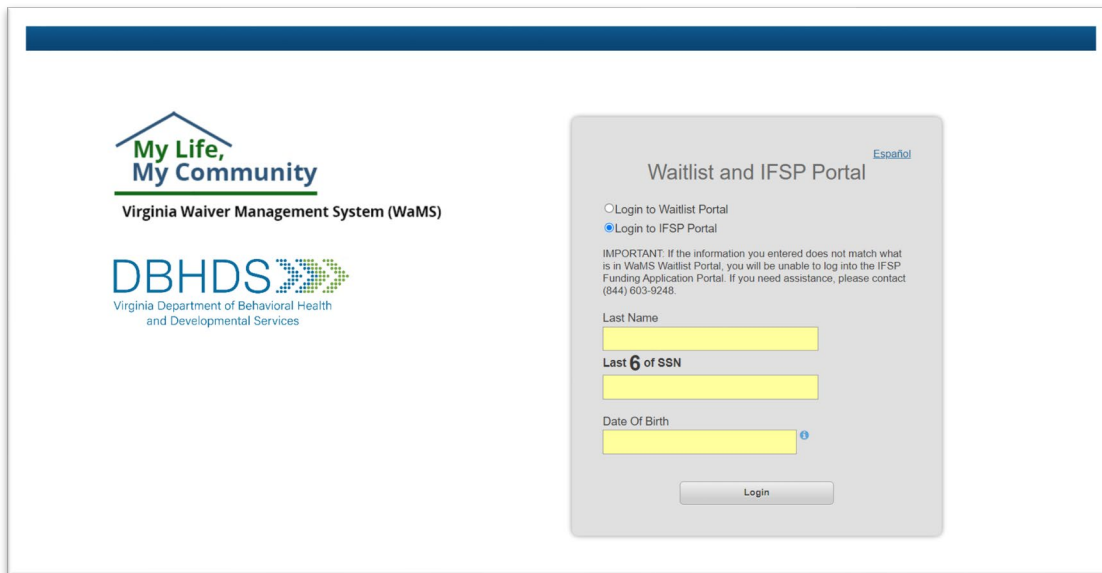 My Life,
My Community
Virginia Waiver Management System (WaMS)
DBHDS
Virginia Department of Behavioral Health
and Developmental Services
Español
Waitlist and IFSP Portal
Login to Waitlist Portal
Login to IFSP Portal
IMPORTANT: If the information you entered does not match what
is in WaMS Waitlist Portal, you will be unable to log into the IFSP
Funding Application Portal. If you need assistance, please contact
(844) 603-9248.
Last Name
Last 6 of SSN
Date Of Birth
Login